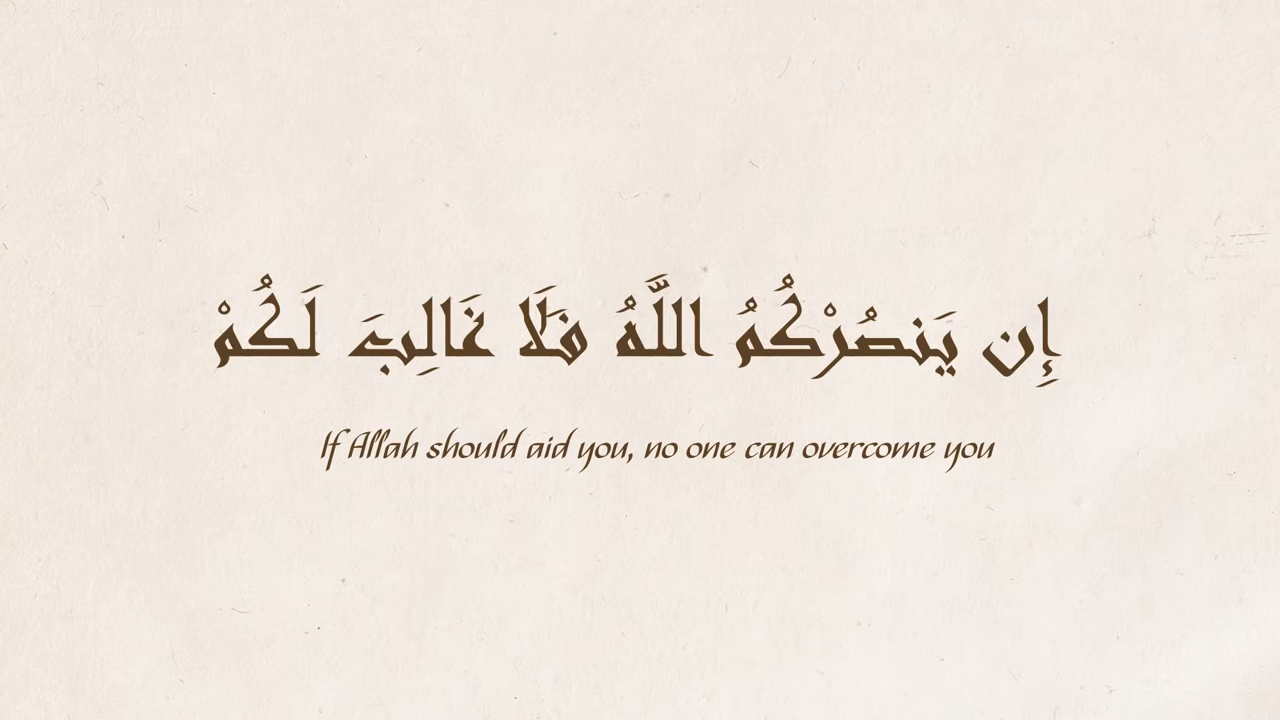 إِن يَنصُرْكُمُ اللَّهُ فَلَا غَالِبَ لَكُمْ
If Allah should aid you, no one can overcome you